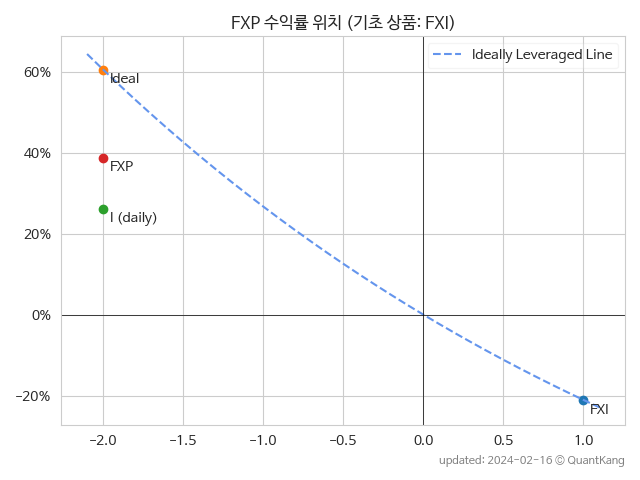 FXP 수익률 위치 (기초 상품: FXI)
Ideally Leveraged Line
60%
Ideal
40%
FXP
I (daily)
20%
0%
-20%
FXI
-2.0 -1.5 -1.0 -0.5 0.0 0.5 1.0
updated: 2024-02-16 © QuantKang